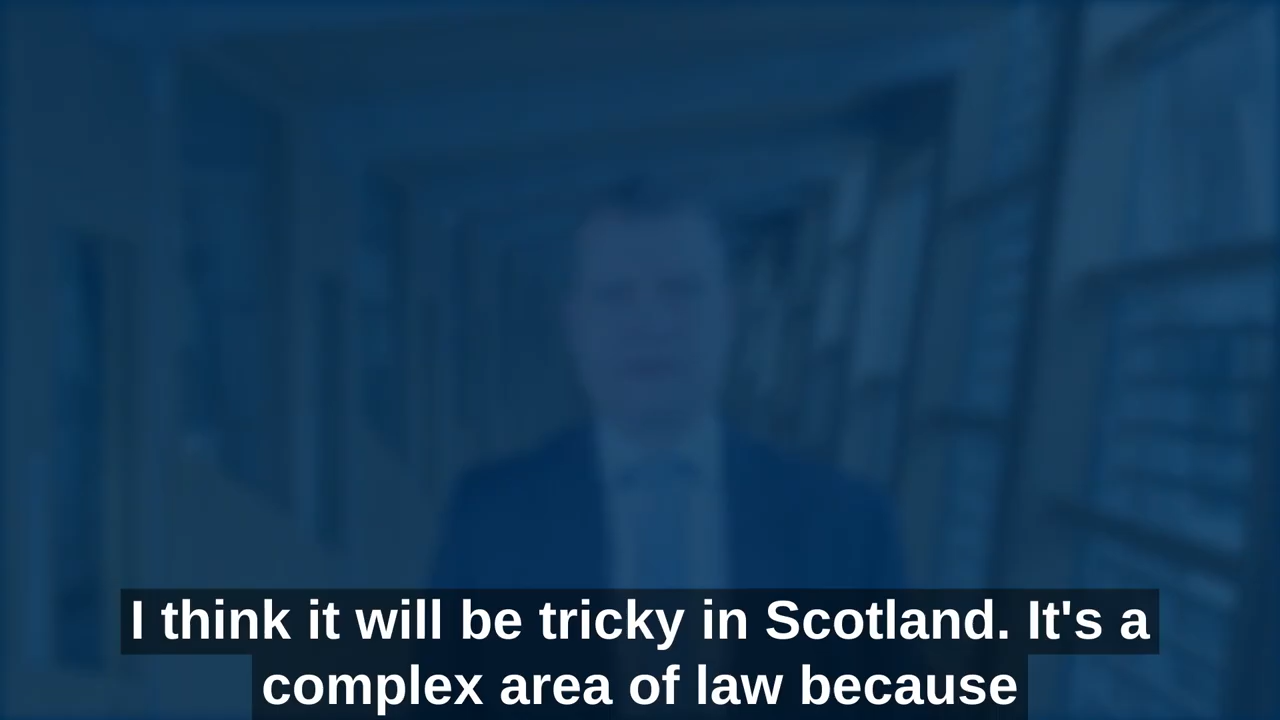 I think it will be tricky in Scotland. It's a
complex area of law because